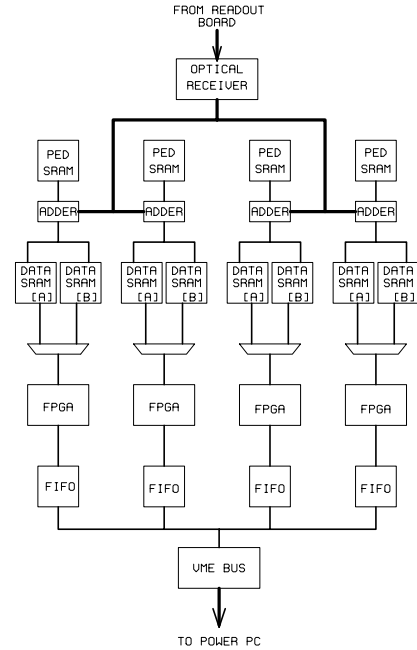 FROM READOUT
BOARD
OPTICAL
RECEIVER
PED
SRAM
PED
SRAM
PED
SRAM
PED
SRAM
ADDER
ADDER
ADDER
ADDER
DATA
SRAM
[A]
DATA
SRAM
[B]
DATA
SRAM
[A]
DATA
SRAM
[B]
DATA
SRAM
[A]
DATA
SRAM
[B]
DATA
SRAM
[A]
DATA
SRAM
[B]
FPGA
FPGA
FPGA
FPGA
FIFO
FIFO
FIFO
FIFO
VME BUS
TO POWER PC